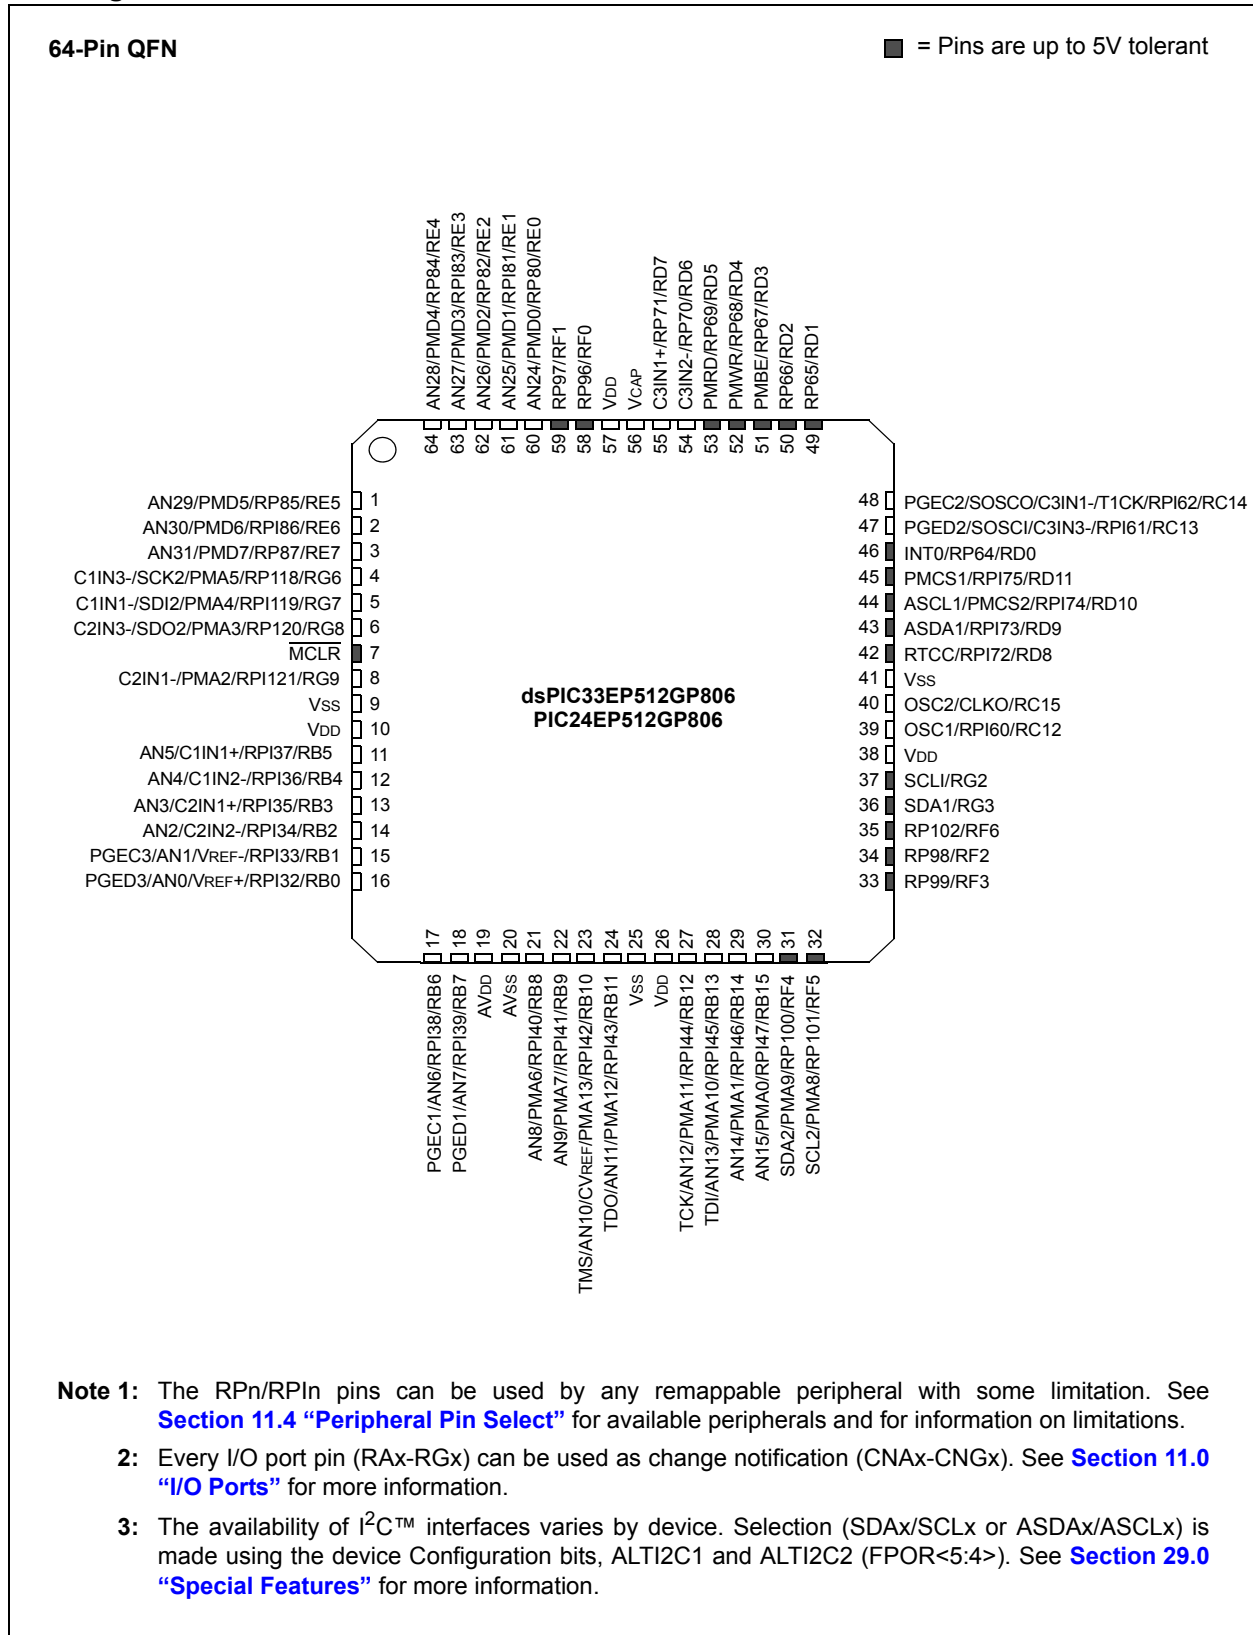 64-Pin QFN
= Pins are up to 5V tolerant
AN28/PMD4/RP84/RE4
AN27/PMD3/RPI83/RE3
AN26/PMD2/RP82/RE2
AN25/PMD1/RPI81/RE1
AN24/PMD0/RP80/RE0
RP97/RF1
RP96/RF0
VDD
VCAP
C3IN1+/RP71/RD7
C3IN2-/RP70/RD6
PMRD/RP69/RD5
PMWR/RP68/RD4
PMBE/RP67/RD3
RP66/RD2
RP65/RD1
64 63 62 61 60 59 58 57 56 55 54 53 52 51 50 49
AN29/PMD5/RP85/RE5 1
AN30/PMD6/RPI86/RE6 2
AN31/PMD7/RP87/RE7 3
C1IN3-/SCK2/PMA5/RP118/RG6 4
C1IN1-/SDI2/PMA4/RPI119/RG7 5
C2IN3-/SDO2/PMA3/RP120/RG8 6
MCLR 7
C2IN1-/PMA2/RPI121/RG9 8
VSS 9
VDD 10
AN5/C1IN1+/RPI37/RB5 11
AN4/C1IN2-/RPI36/RB4 12
AN3/C2IN1+/RPI35/RB3 13
AN2/C2IN2-/RPI34/RB2 14
PGEC3/AN1/VREF-/RPI33/RB1 15
PGED3/AN0/VREF+/RPI32/RB0 16
dsPIC33EP512GP806
PIC24EP512GP806
48 PGEC2/SOSCO/C3IN1-/T1CK/RPI62/RC14
47 PGED2/SOSCI/C3IN3-/RPI61/RC13
46 INT0/RP64/RD0
45 PMCS1/RPI75/RD11
44 ASCL1/PMCS2/RPI74/RD10
43 ASDA1/RPI73/RD9
42 RTCC/RPI72/RD8
41 VSS
40 OSC2/CLKO/RC15
39 OSC1/RPI60/RC12
38 VDD
37 SCLI/RG2
36 SDA1/RG3
35 RP102/RF6
34 RP98/RF2
33 RP99/RF3
17 18 19 20 21 22 23 24 25 26 27 28 29 30 31 32
PGEC1/AN6/RPI38/RB6
PGED1/AN7/RPI39/RB7
AVDD
AVSS
AN8/PMA6/RPI40/RB8
AN9/PMA7//RPI41/RB9
TMS/AN10/CVREF/PMA13/RPI42/RB10
TDO/AN11/PMA12/RPI43/RB11
VSS
VDD
TCK/AN12/PMA11/RPI44/RB12
TDI/AN13/PMA10/RPI45/RB13
AN14/PMA1/RPI46/RB14
AN15/PMA0/RPI47/RB15
SDA2/PMA9/RP100/RF4
SCL2/PMA8/RP101/RF5
Note 1: The RPn/RPIn pins can be used by any remappable peripheral with some limitation. See
Section 11.4 “Peripheral Pin Select” for available peripherals and for information on limitations.
2: Every I/O port pin (RAx-RGx) can be used as change notification (CNAx-CNGx). See Section 11.0
“I/O Ports” for more information.
3: The availability of I2C™ interfaces varies by device. Selection (SDAx/SCLx or ASDAx/ASCLx) is
made using the device Configuration bits, ALTI2C1 and ALTI2C2 (FPOR<5:4>). See Section 29.0
“Special Features” for more information.